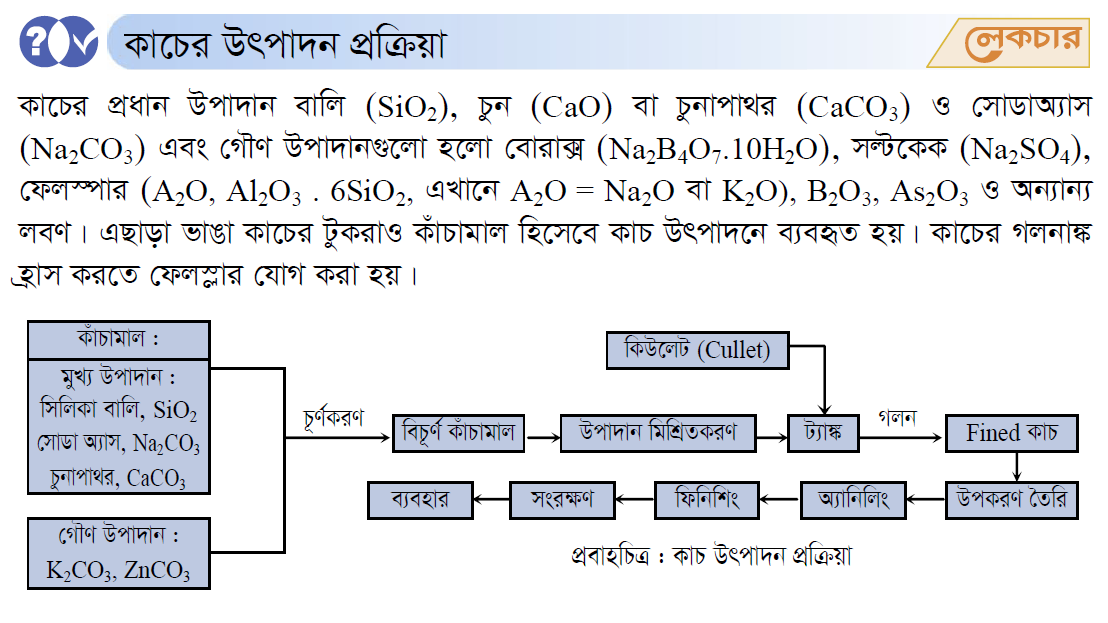 কাচের উৎপাদন প্রক্রিয়া
লেকচার
কাচের প্রধান উপাদান বালি (SiO₂), চুন (CaO) বা চুনাপাথর (CaCO₃) ও সোডাঅ্যাস
(Na₂CO₃) এবং গৌণ উপাদানগুলো হলো বোরাক্স (Na₂B₄O₇.10H₂O), সল্টকেক (Na₂SO₄),
ফেলস্পার (A₂O, Al₂O₃ . 6SiO₂, এখানে A₂O = Na₂O বা K₂O), B₂O₃, As₂O₃ ও অন্যান্য
লবণ। এছাড়া ভাঙা কাচের টুকরাও কাঁচামাল হিসেবে কাচ উৎপাদনে ব্যবহৃত হয়। কাচের গলনাঙ্ক
হ্রাস করতে ফেলস্লার যোগ করা হয়।
কাঁচামাল :
মুখ্য উপাদান :
সিলিকা বালি, SiO₂
সোডা অ্যাস, Na₂CO₃
চুনাপাথর, CaCO₃
গৌণ উপাদান :
K₂CO₃, ZnCO₃
চূর্ণকরণ
বিচূর্ণ কাঁচামাল
উপাদান মিশ্রিতকরণ
কিউলেট (Cullet)
ট্যাঙ্ক
গলন
Fined কাচ
উপকরণ তৈরি
অ্যানিলিং
ফিনিশিং
সংরক্ষণ
ব্যবহার
প্রবাহচিত্র : কাচ উৎপাদন প্রক্রিয়া